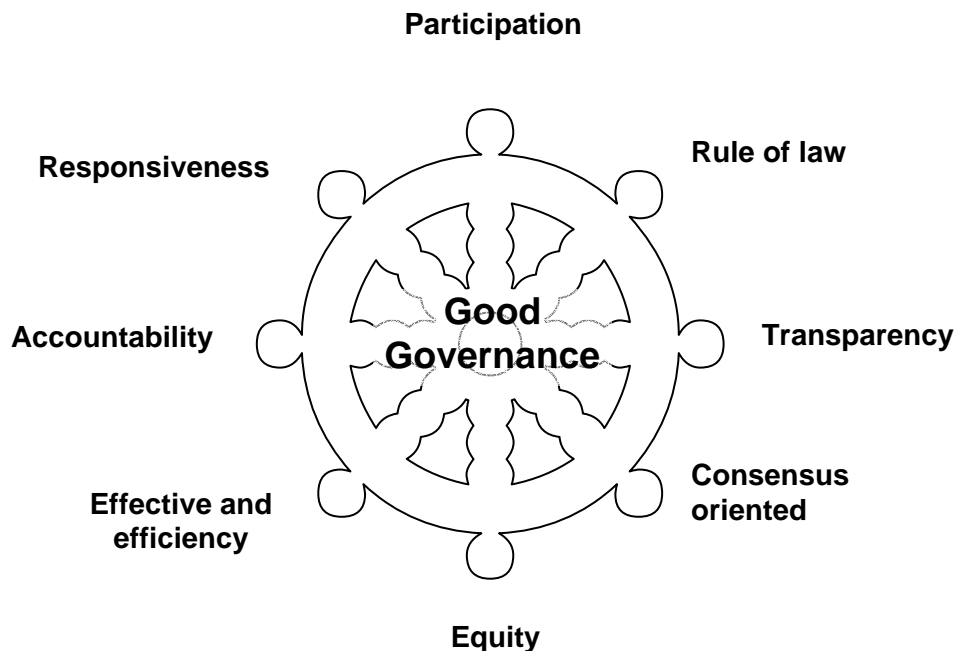 Participation
Rule of law
Responsiveness
Good
Governance
Accountability
Transparency
Consensus
oriented
Effective and
efficiency
Equity